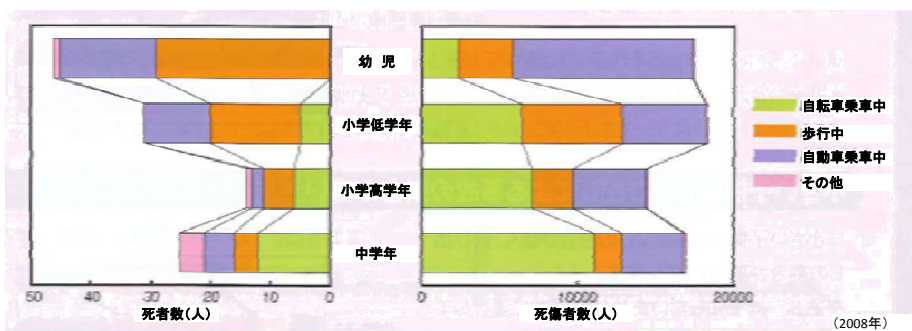 幼 児
小学低学年
小学高学年
中学年
自転車乗車中
歩行中
自動車乗車中
その他
50 40 30 20 10 0
死者数(人)
0 10000 20000
死傷者数(人)
(2008年)